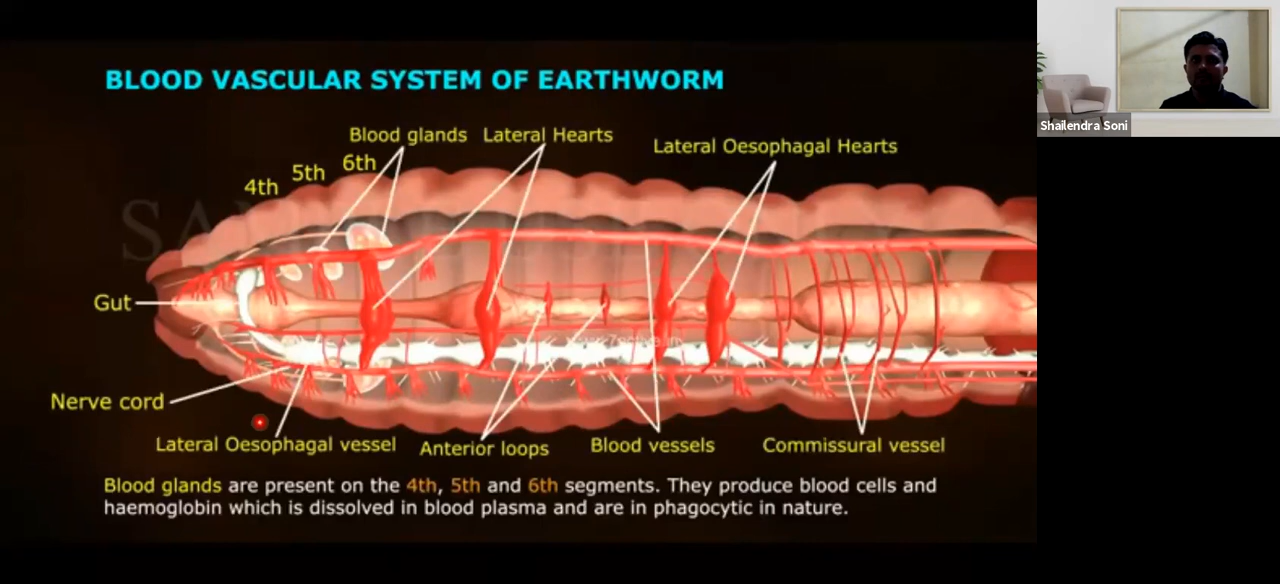 BLOOD VASCULAR SYSTEM OF EARTHWORM
Shailendra Soni
Blood glands
Lateral Hearts
Lateral Oesophagal Hearts
4th
5th
6th
Gut
Nerve cord
Lateral Oesophagal vessel
Anterior loops
Blood vessels
Commissural vessel
Blood glands are present on the 4th, 5th and 6th segments. They produce blood cells and
haemoglobin which is dissolved in blood plasma and are in phagocytic in nature.